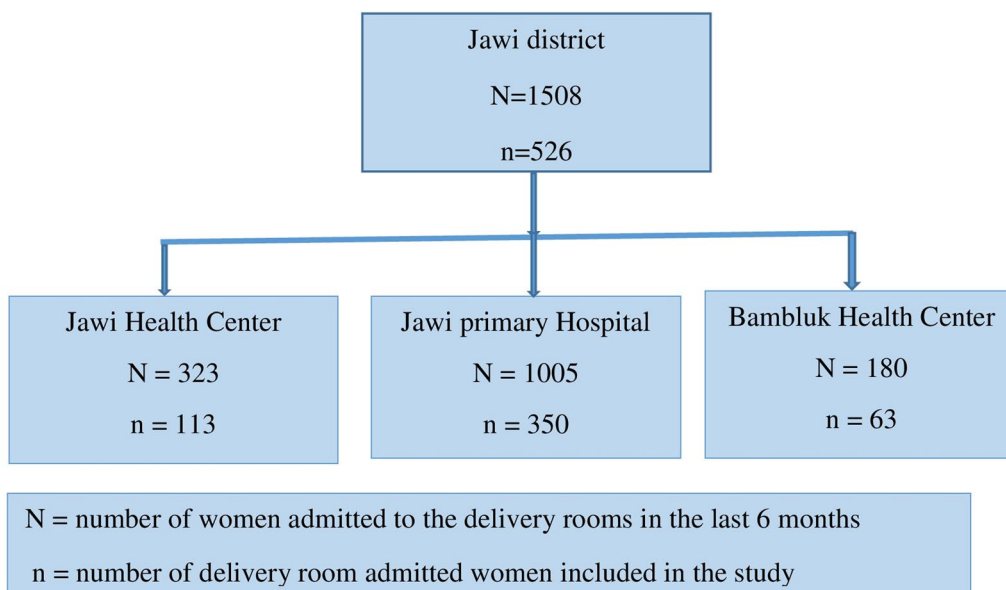 Jawi district
N=1508
n=526
Jawi Health Center
N = 323
n = 113
Jawi primary Hospital
N = 1005
n = 350
Bambluk Health Center
N = 180
n = 63
N = number of women admitted to the delivery rooms in the last 6 months
n = number of delivery room admitted women included in the study